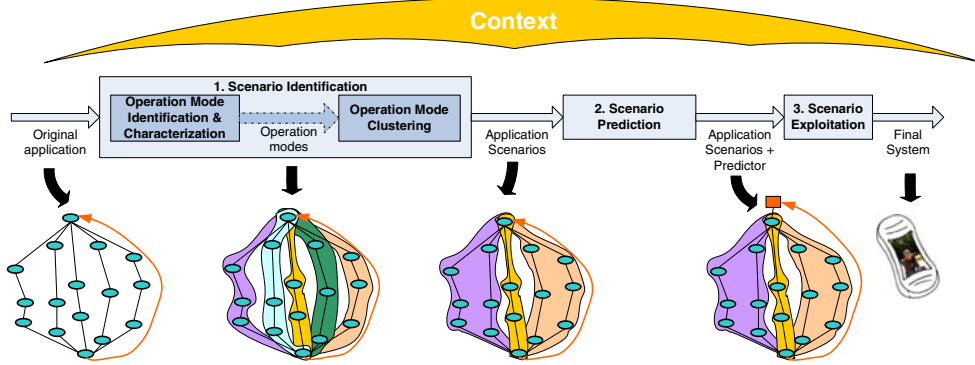 Context
1. Scenario Identification
Operation Mode
Identification &
Characterization
Operation
modes
Operation Mode
Clustering
2. Scenario
Prediction
3. Scenario
Exploitation
Original
application
Application
Scenarios
Application
Scenarios +
Predictor
Final
System